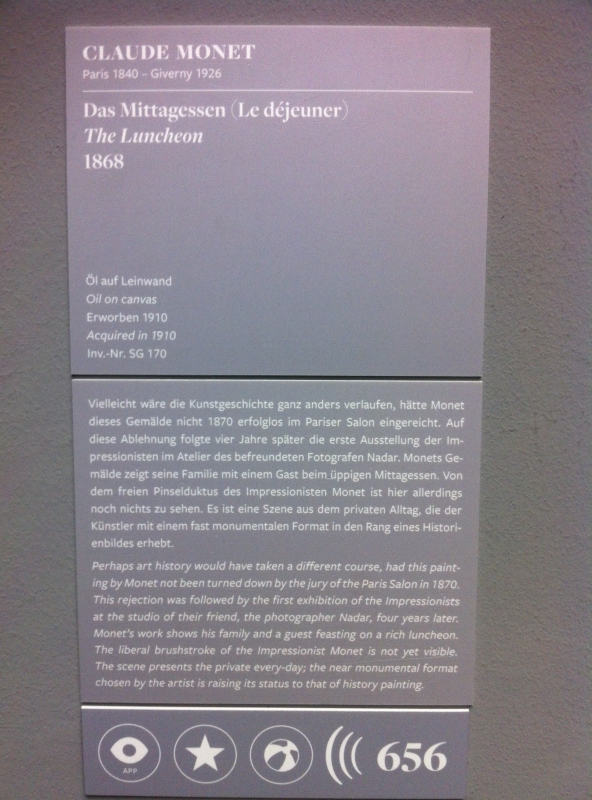 CLAUDE MONET
Paris 1840 – Giverny 1926
Das Mittagessen (Le déjeuner)
The Luncheon
1868
Öl auf Leinwand
Oil on canvas
Erworben 1910
Acquired in 1910
Inv.-Nr. SG 170
Vielleicht wäre die Kunstgeschichte ganz anders verlaufen, hätte Monet
dieses Gemälde nicht 1870 erfolglos im Pariser Salon eingereicht. Auf
diese Ablehnung folgte vier Jahre später die erste Ausstellung der Im-
pressionisten im Atelier des befreundeten Fotografen Nadar. Monets Ge-
mälde zeigt seine Familie mit einem Gast beim üppigen Mittagessen. Von
dem freien Pinselduktus des Impressionisten Monet ist hier allerdings
noch nichts zu sehen. Es ist eine Szene aus dem privaten Alltag, die der
Künstler mit einem fast monumentalen Format in den Rang eines Histori-
enbildes erhebt.
Perhaps art history would have taken a different course, had this paint-
ing by Monet not been turned down by the jury of the Paris Salon in 1870.
This rejection was followed by the first exhibition of the Impressionists
at the studio of their friend, the photographer Nadar, four years later.
Monet's work shows his family and a guest feasting on a rich luncheon.
The liberal brushstroke of the Impressionist Monet is not yet visible.
The scene presents the private every-day; the near monumental format
chosen by the artist is raising its status to that of history painting.
APP
656